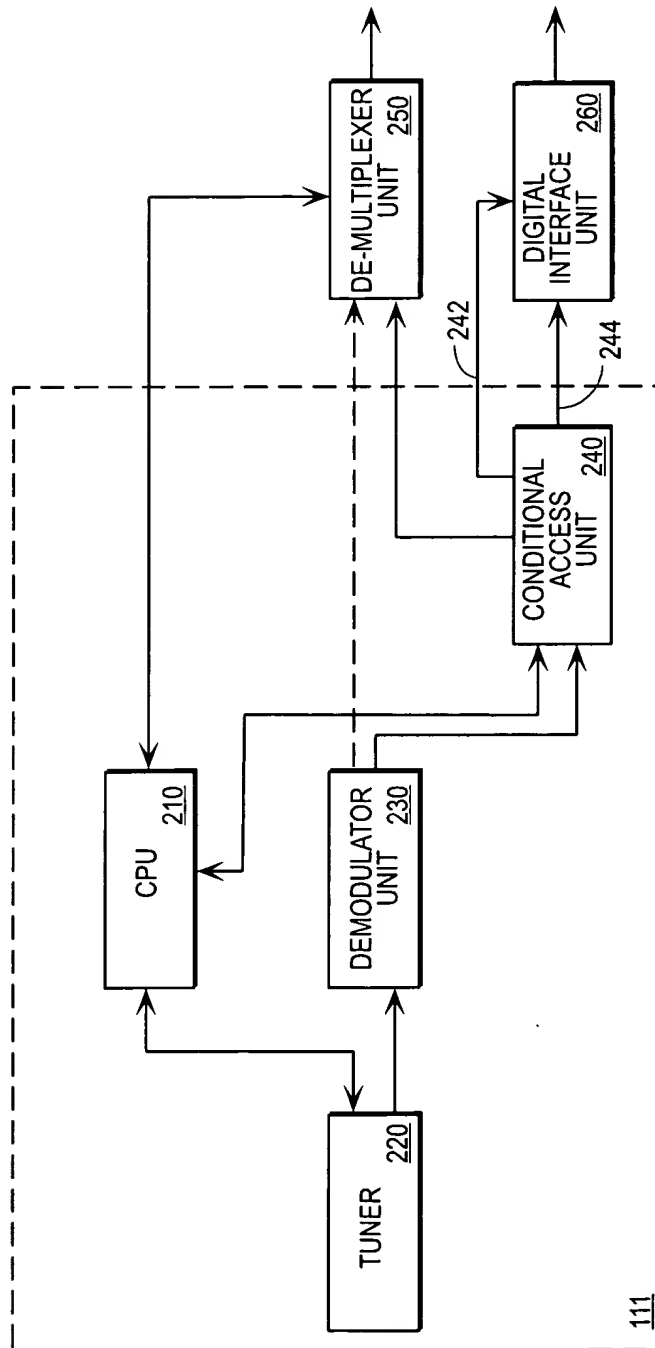 CPU
210
TUNER
220
DEMODULATOR
UNIT
230
CONDITIONAL
ACCESS
UNIT
240
242
244
DE-MULTIPLEXER
UNIT
250
DIGITAL
INTERFACE
UNIT
260
111